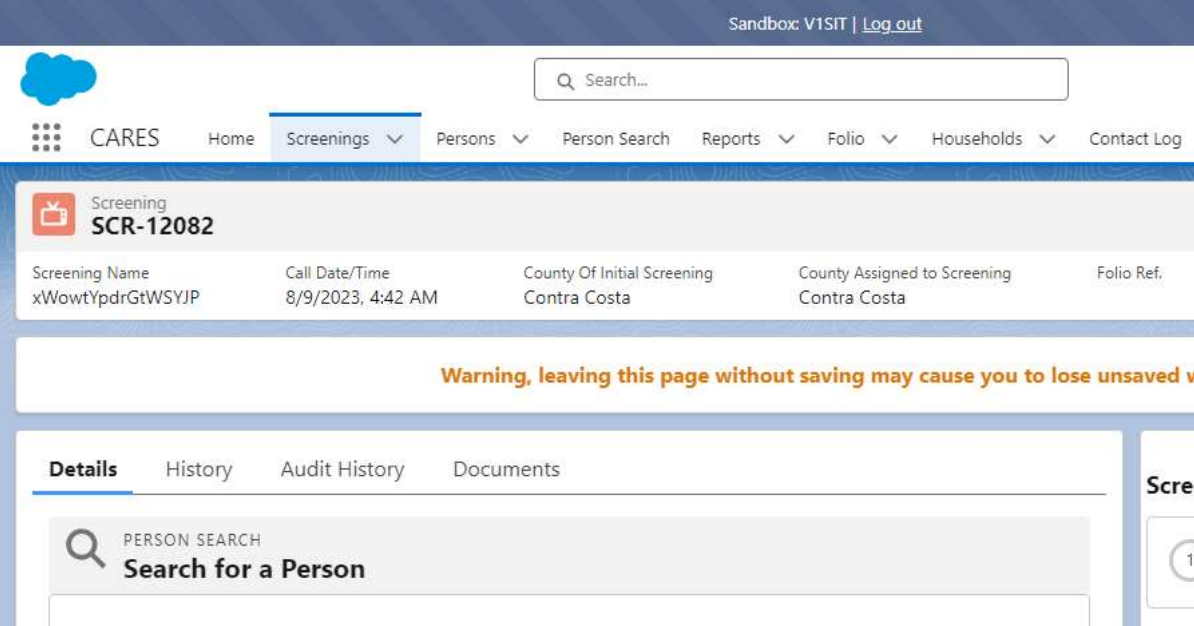 Sandbox: V1SIT | Log out
Search...
CARES Home Screenings Persons Person Search Reports Folio Households Contact Log
Screening
SCR-12082
Screening Name Call Date/Time County Of Initial Screening County Assigned to Screening Folio Ref.
xWowtYpdrGtWSYJP 8/9/2023, 4:42 AM Contra Costa Contra Costa
Warning, leaving this page without saving may cause you to lose unsaved
Details History Audit History Documents
Scre
PERSON SEARCH
Search for a Person
1